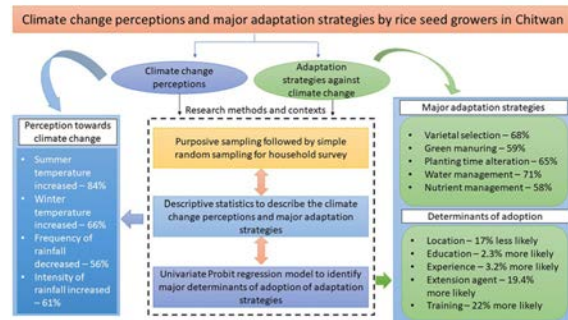 Climate change perceptions and major adaptation strategies by rice seed growers in Chitwan
Climate change
perceptions
Adaptation
strategies against
climate change
Research methods and contexts
Perception towards
climate change
• Summer
temperature
increased – 84%
• Winter
temperature
increased – 66%
• Frequency of
rainfall
decreased – 56%
• Intensity of
rainfall increased
– 61%
Purposive sampling followed by simple
random sampling for household survey
Descriptive statistics to describe the climate
change perceptions and major adaptation
strategies
Univariate Probit regression model to identify
major determinants of adoption of adaptation
strategies
Major adaptation strategies
• Varietal selection – 68%
• Green manuring – 59%
• Planting time alteration – 65%
• Water management – 71%
• Nutrient management – 58%
Determinants of adoption
• Location – 17% less likely
• Education – 2.3% more likely
• Experience – 3.2% more likely
• Extension agent – 19.4%
more likely
• Training – 22% more likely